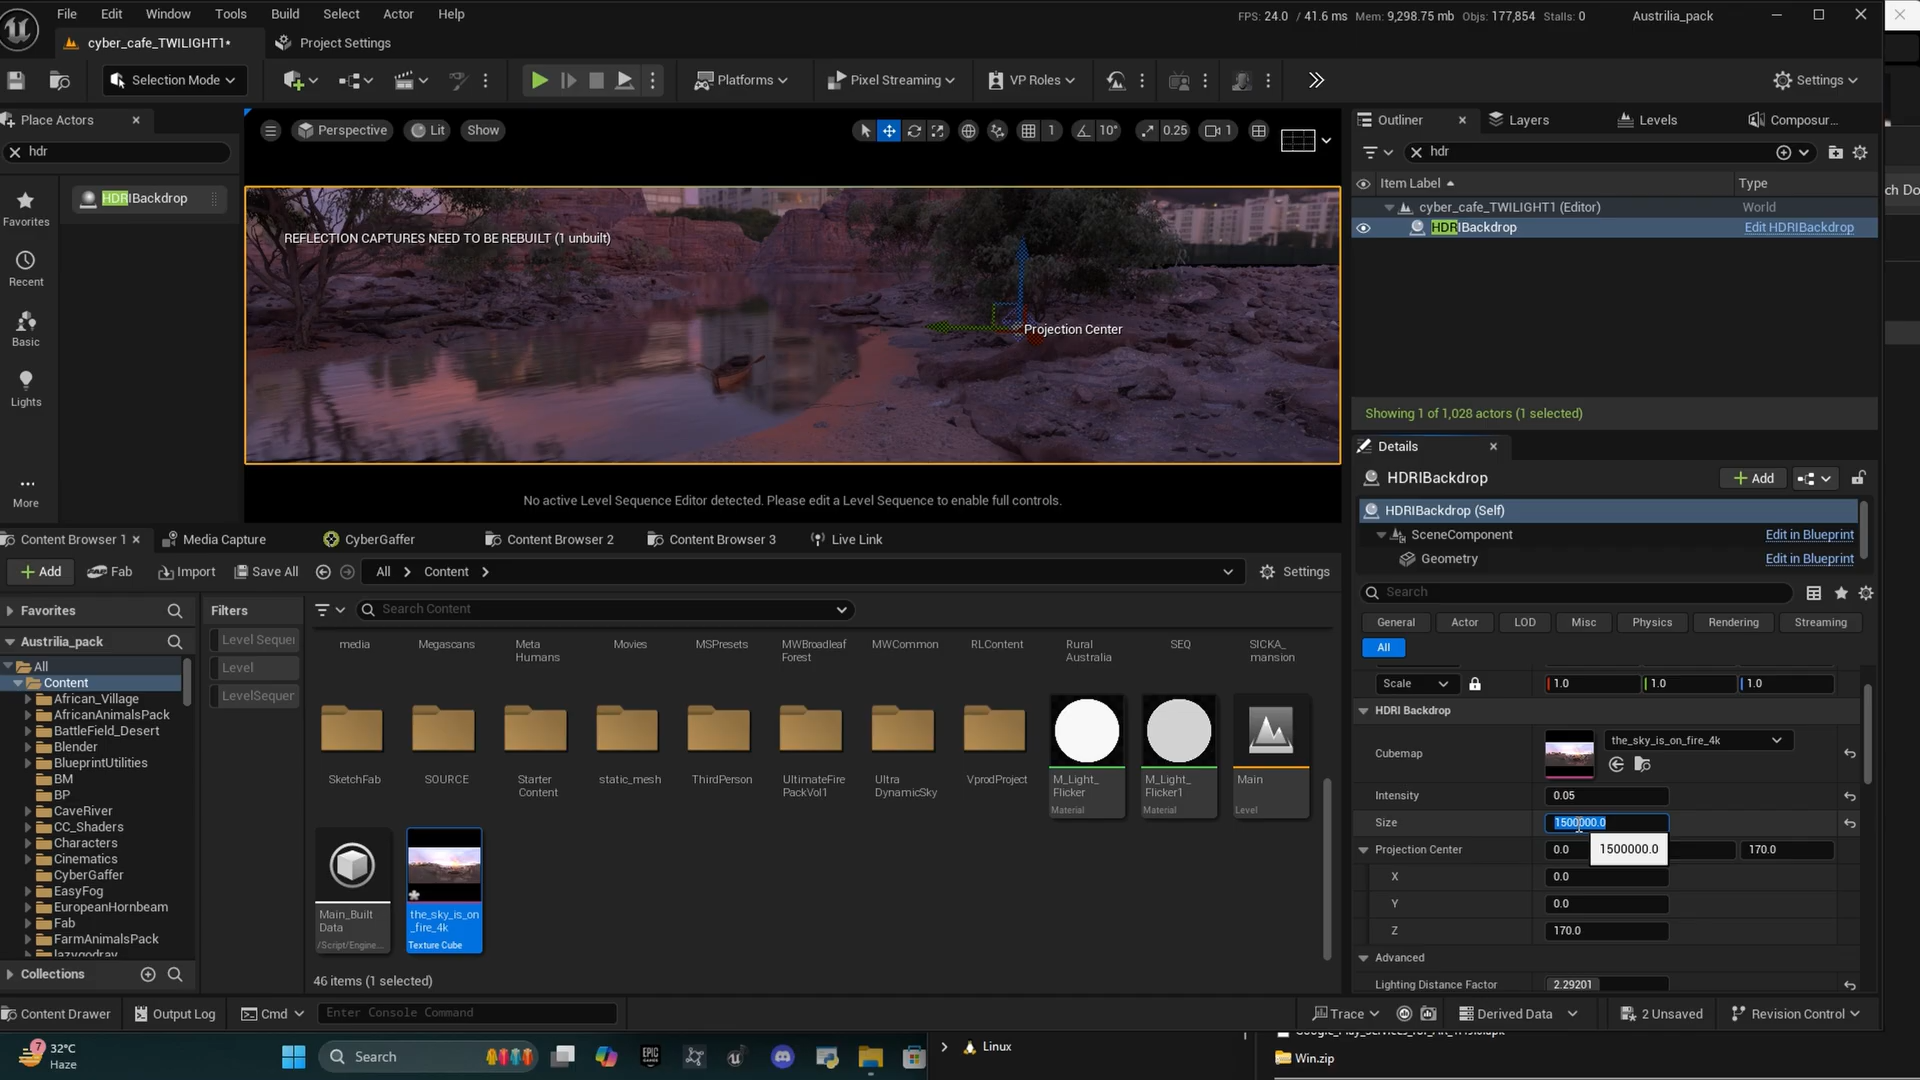 File Edit Window Tools Build Select Actor Help
FPS: 24.0 / 41.6 ms Mem: 9,298.75 mb Objs: 177,854 Stalls: 0
Austrilia_pack
cyber_cafe_TWILIGHT1*
Project Settings
Selection Mode
Platforms
Pixel Streaming
VP Roles
Settings
Place Actors
hdr
HDRIBackdrop
Favorites
Recent
Basic
Lights
More
Perspective
Lit
Show
1
10°
0.25
1
REFLECTION CAPTURES NEED TO BE REBUILT (1 unbuilt)
Projection Center
No active Level Sequence Editor detected. Please edit a Level Sequence to enable full controls.
Outliner
Layers
Levels
Composur...
hdr
Item Label
Type
cyber_cafe_TWILIGHT1 (Editor)
World
HDRIBackdrop
Edit HDRIBackdrop
Showing 1 of 1,028 actors (1 selected)
Details
HDRIBackdrop
Add
HDRIBackdrop (Self)
SceneComponent
Edit in Blueprint
Geometry
Edit in Blueprint
Search
General Actor LOD Misc Physics Rendering Streaming
All
Scale
1.0 1.0 1.0
HDRI Backdrop
Cubemap
the_sky_is_on_fire_4k
Intensity
0.05
Size
1500000.0
Projection Center
0.0
1500000.0
170.0
X
0.0
Y
0.0
Z
170.0
Advanced
Lighting Distance Factor
2.29201
Content Browser 1
Media Capture
CyberGaffer
Content Browser 2
Content Browser 3
Live Link
Add
Fab
Import
Save All
All
Content
Settings
Favorites
Austrilia_pack
All
Content
African_Village
AfricanAnimalsPack
BattleField_Desert
Blender
BlueprintUtilities
BM
BP
CaveRiver
CC_Shaders
Characters
Cinematics
CyberGaffer
EasyFog
EuropeanHornbeam
Fab
FarmAnimalsPack
lazygodray
Collections
Filters
Level Sequer
Level
LevelSequer
Search Content
media
Megascans
Meta Humans
Movies
MSPresets
MWBroadleaf Forest
MWCommon
RLContent
Rural Australia
SEQ
SICKA_ mansion
SketchFab
SOURCE
Starter Content
static_mesh
ThirdPerson
UltimateFire PackVol1
Ultra DynamicSky
VprodProject
M_Light_ Flicker
Material
M_Light_ Flicker1
Material
Main
Level
Main_Built Data
/Script/Engine...
the_sky_is_on _fire_4k
Texture Cube
46 items (1 selected)
Content Drawer
Output Log
Cmd
Enter Console Command
Trace
Derived Data
2 Unsaved
Revision Control
7
32°C
Haze
Search
EPIC GAMES
Linux
Win.zip
ch Do